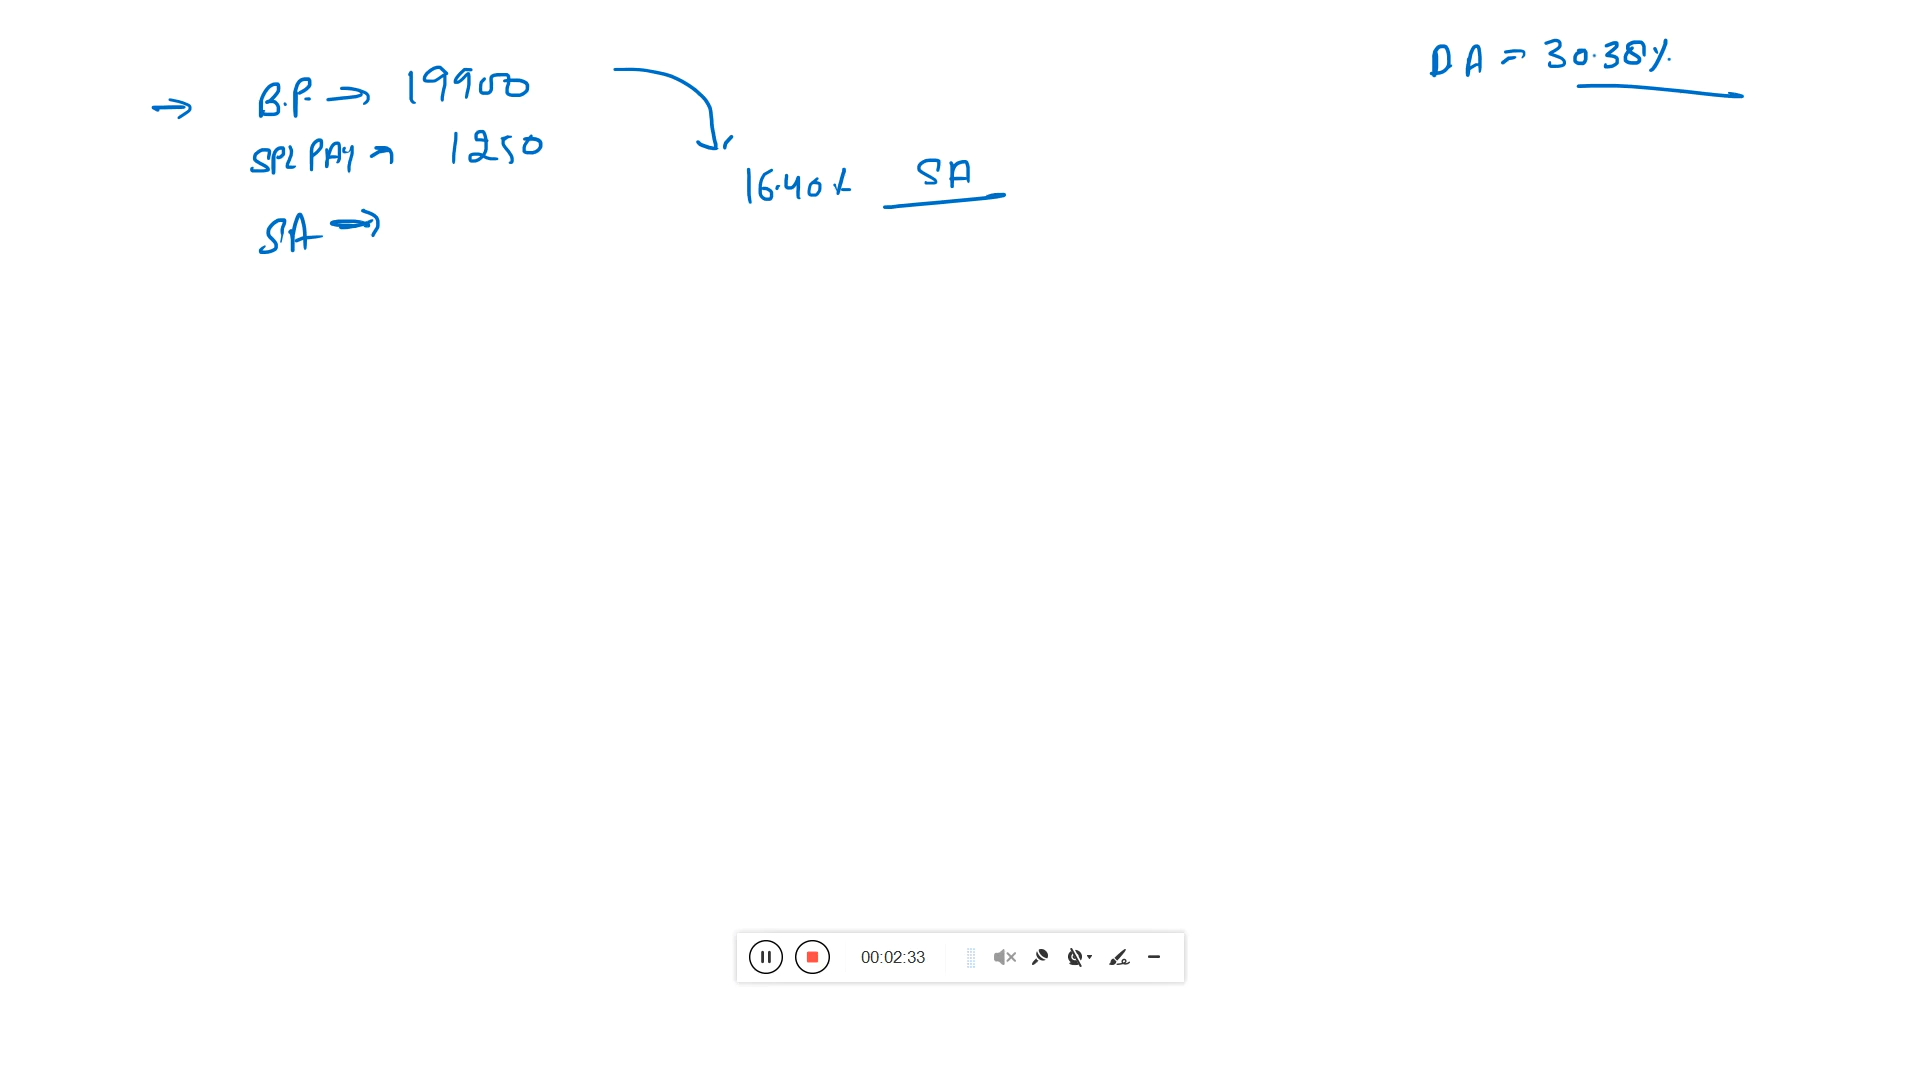 DA = 30.38%
→ B.P → 19900
SPL PAY → 1250
16.40% SA
SA →
00:02:33